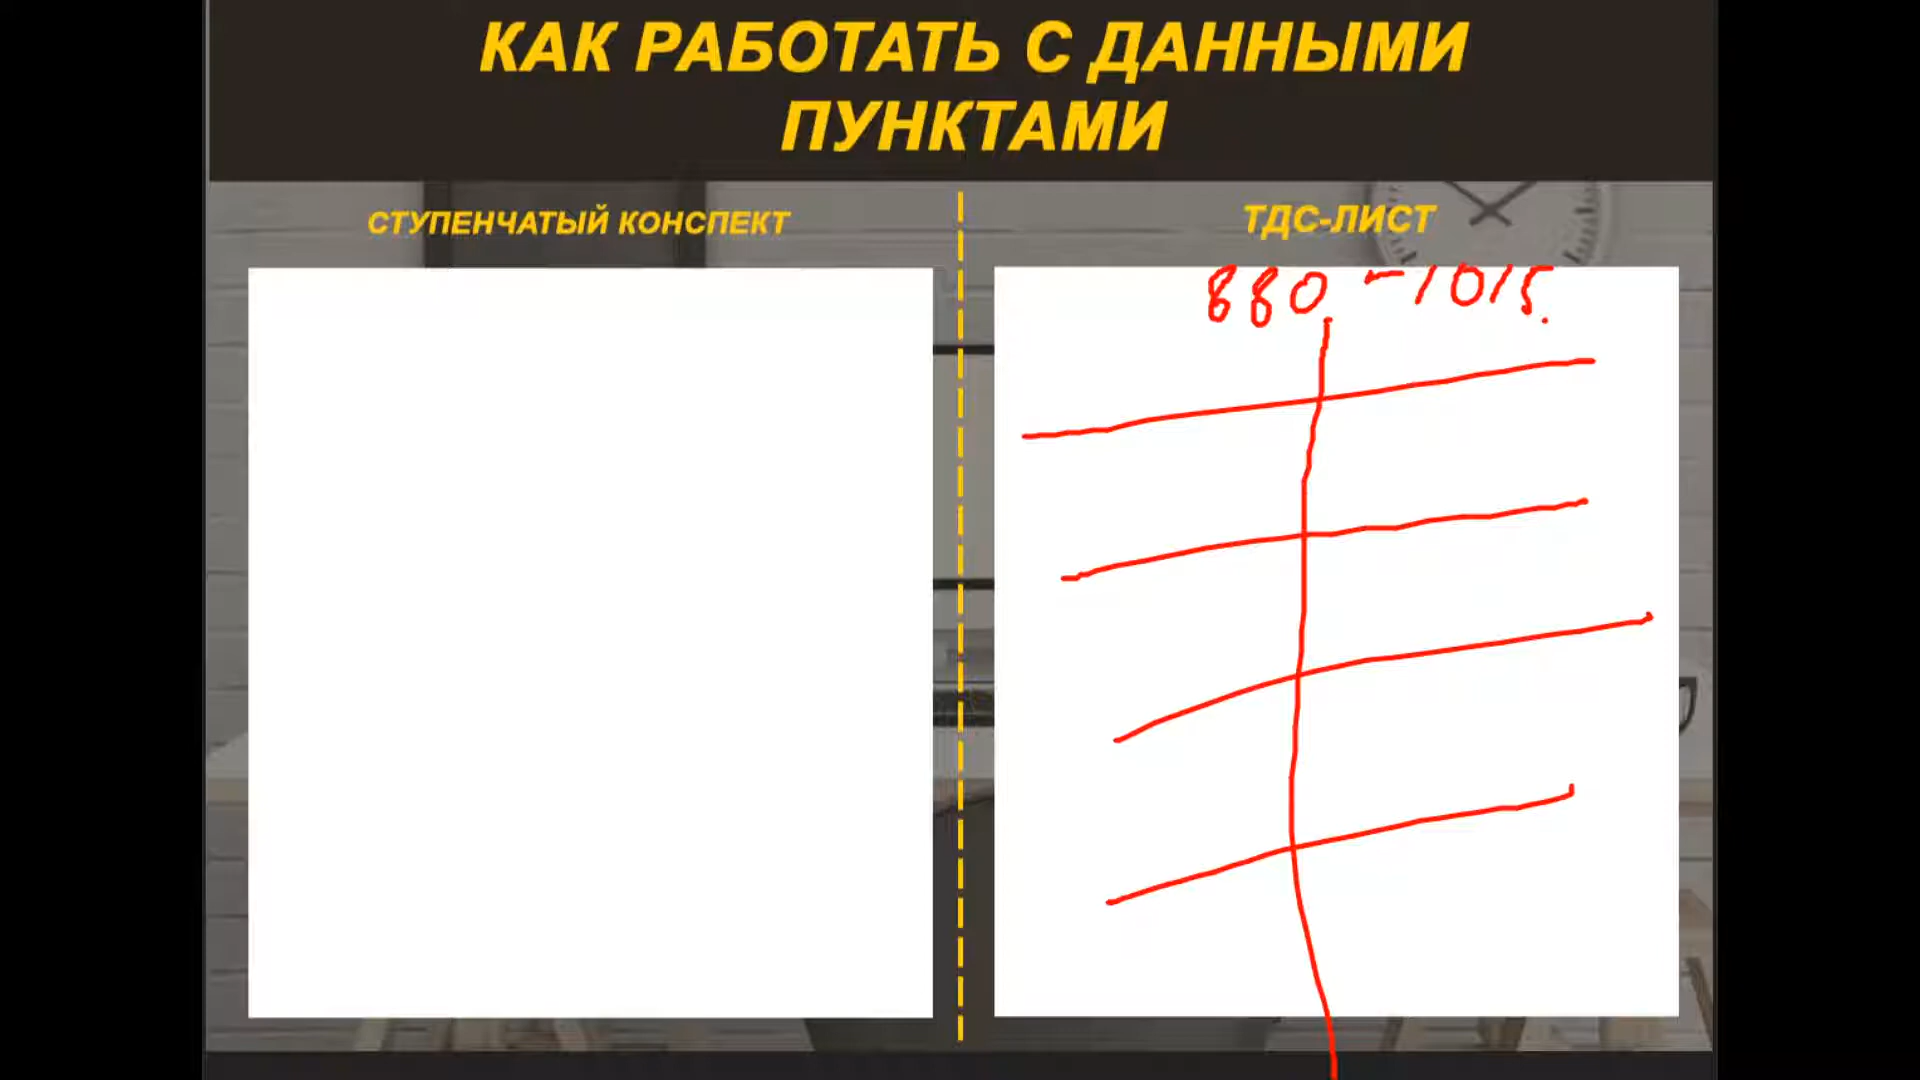 КАК РАБОТАТЬ С ДАННЫМИ
ПУНКТАМИ
СТУПЕНЧАТЫЙ КОНСПЕКТ
ТДС-ЛИСТ
880 - 1015.